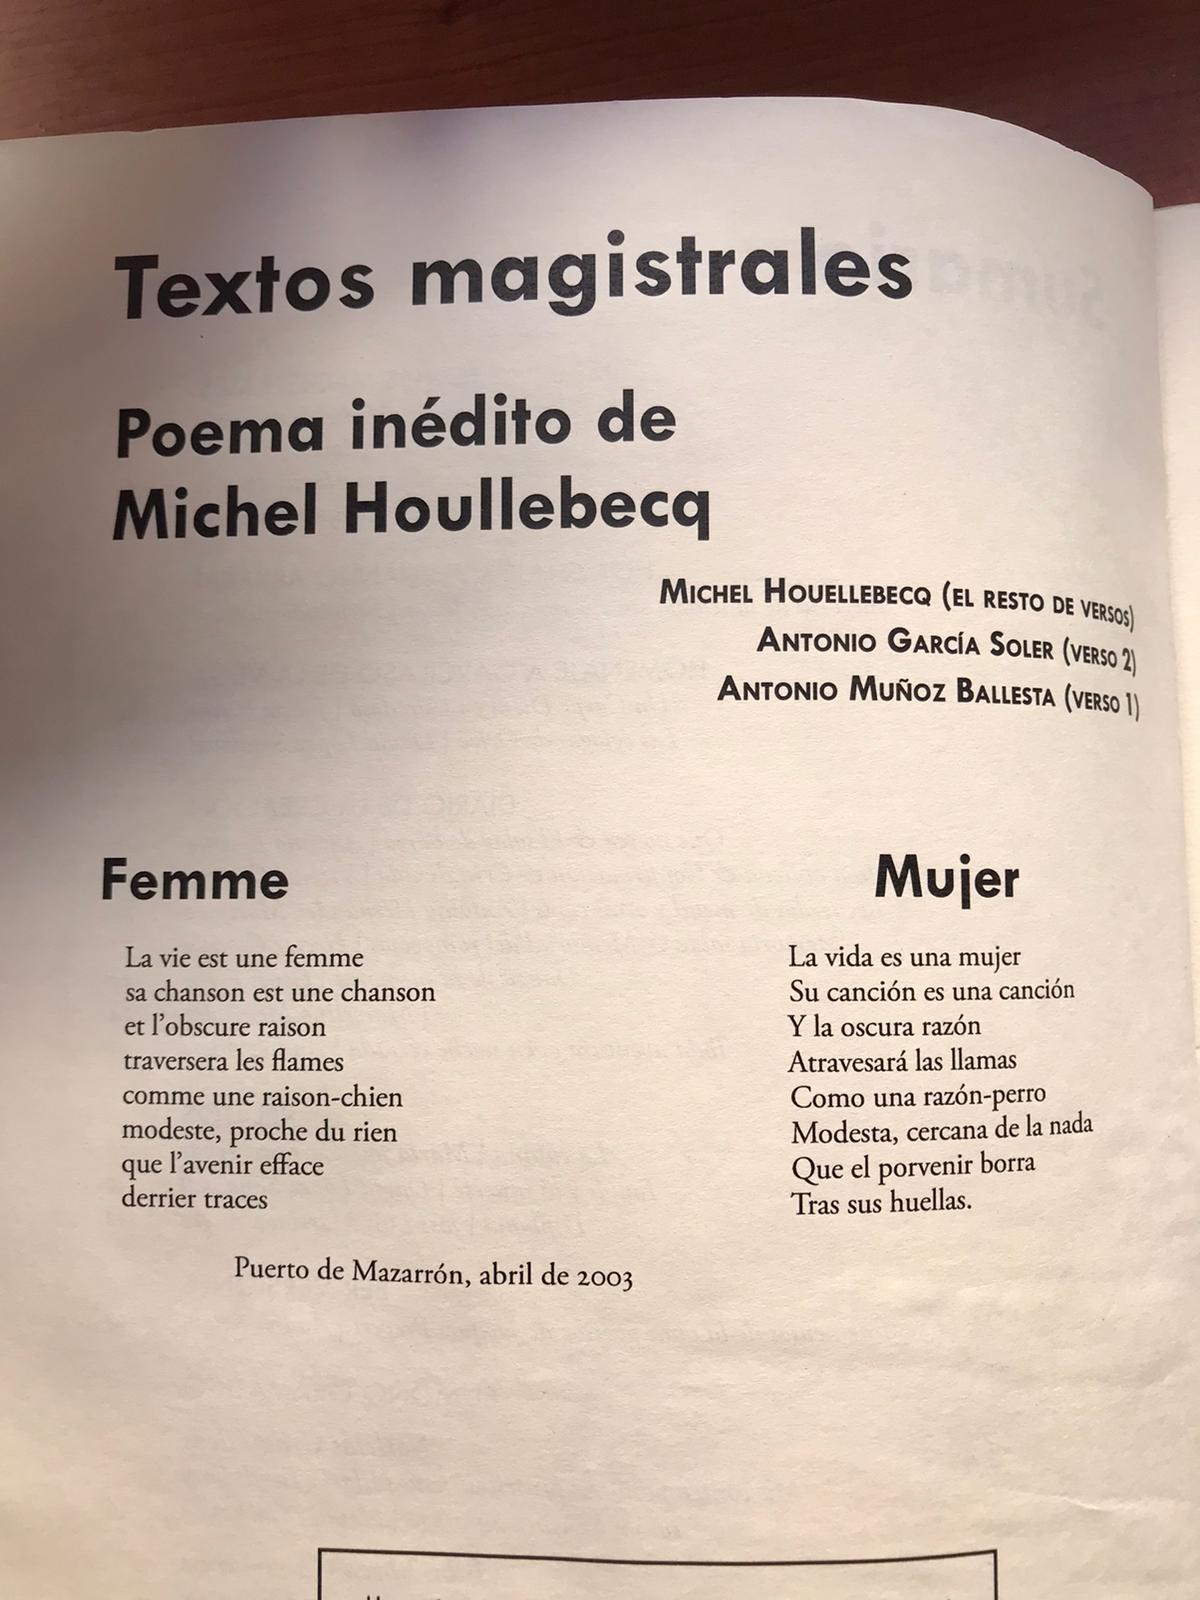 Textos magistrales
Poema inédito de
Michel Houllebecq
MICHEL HOUELLEBECQ (EL RESTO DE VERSOS)
ANTONIO GARCÍA SOLER (VERSO 2)
ANTONIO MUÑOZ BALLESTA (VERSO 1)
Femme
La vie est une femme
sa chanson est une chanson
et l'obscure raison
traversera les flames
comme une raison-chien
modeste, proche du rien
que l'avenir efface
derrier traces
Mujer
La vida es una mujer
Su canción es una canción
Y la oscura razón
Atravesará las llamas
Como una razón-perro
Modesta, cercana de la nada
Que el porvenir borra
Tras sus huellas.
Puerto de Mazarrón, abril de 2003